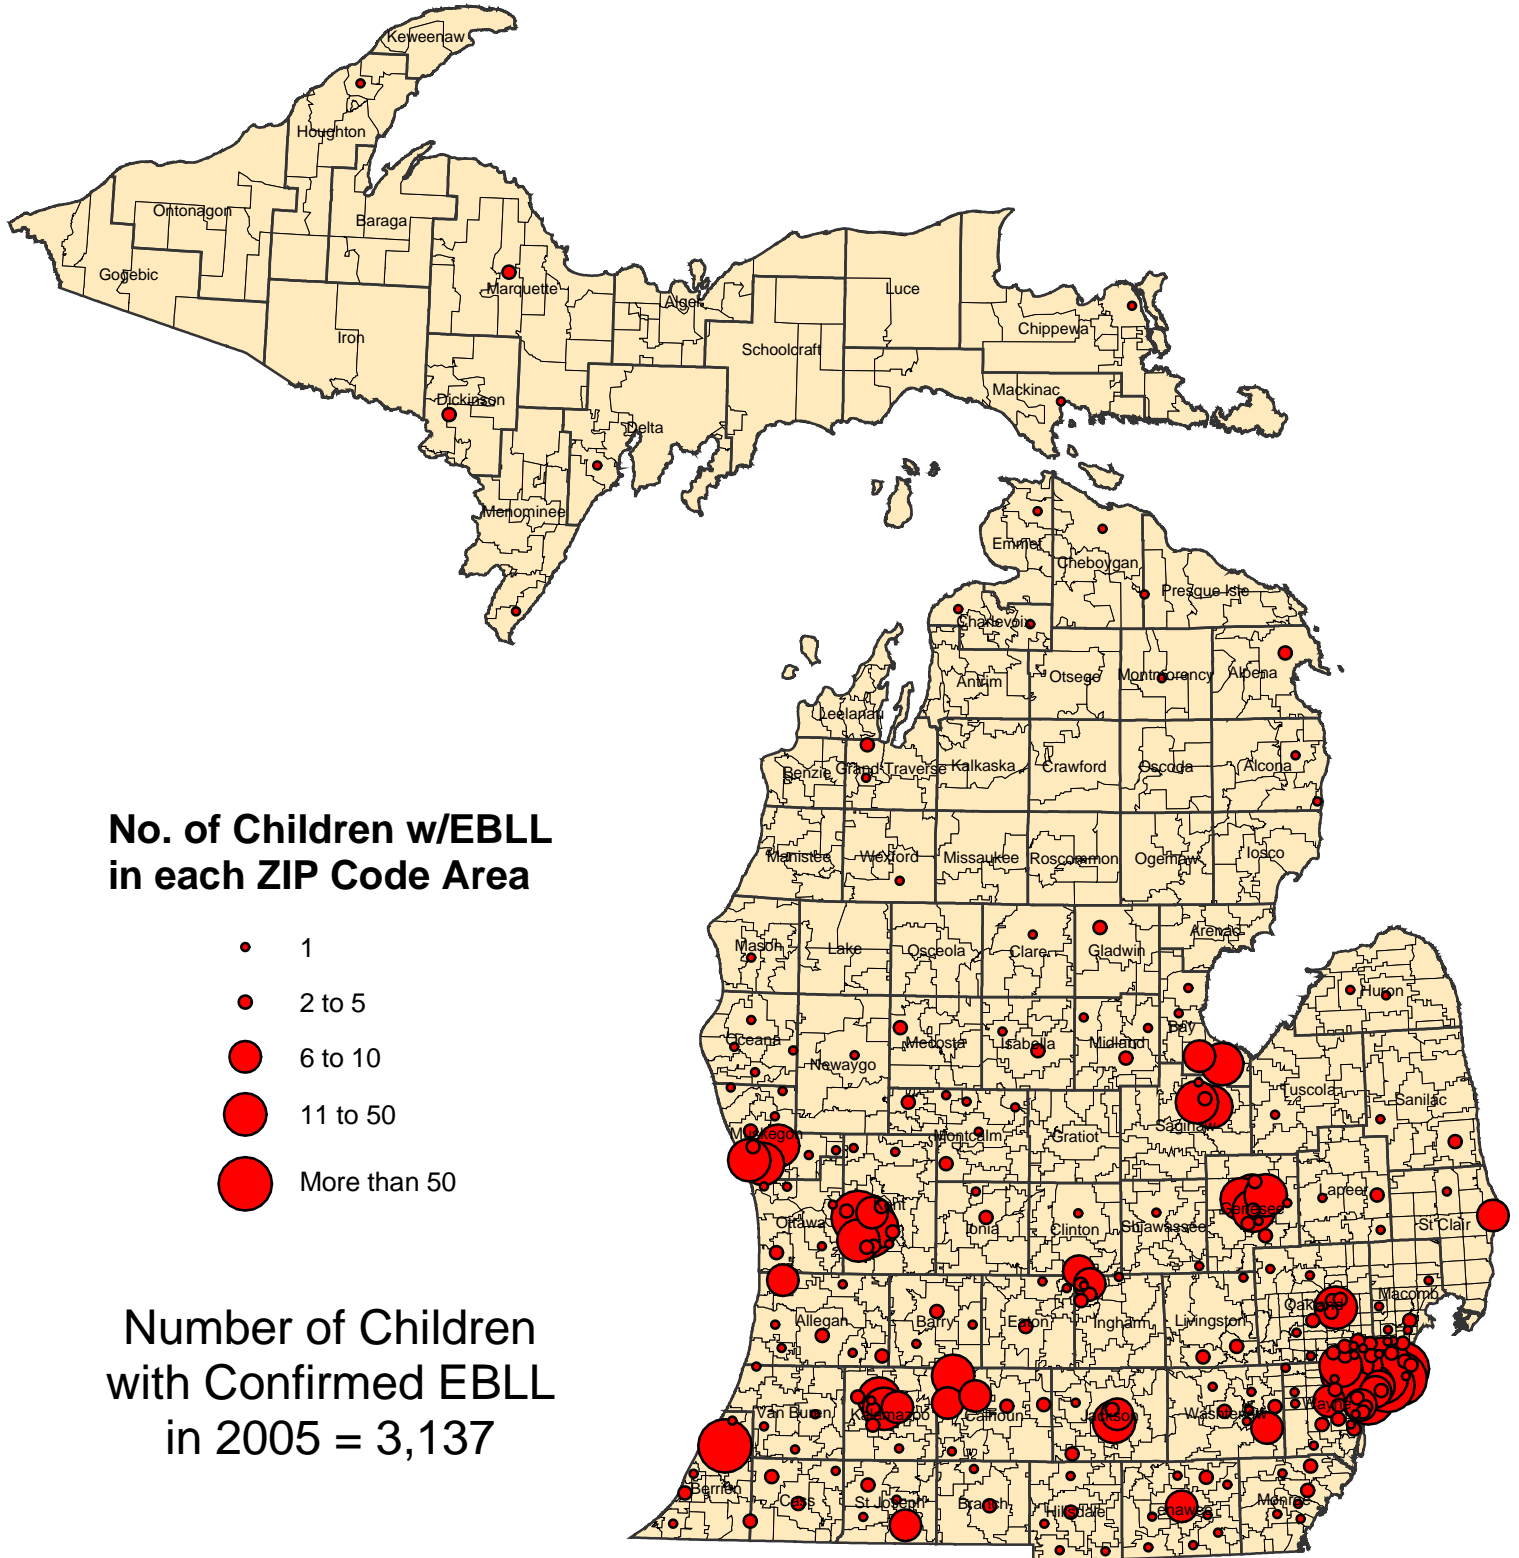 Keweenaw
Houghton
Ontonagon
Baraga
Gogebic
Marquette
Alger
Luce
Chippewa
Iron
Schoolcraft
Mackinac
Dickinson
Delta
Menominee
Emmet
Cheboygan
Presque Isle
Charlevoix
Antrim
Otsego
Montmorency
Alpena
Leelanau
Benzie
Grand Traverse
Kalkaska
Crawford
Oscoda
Alcona
No. of Children w/EBLL
in each ZIP Code Area
1
2 to 5
6 to 10
11 to 50
More than 50
Manistee
Wexford
Missaukee
Roscommon
Ogemaw
Iosco
Mason
Lake
Osceola
Clare
Gladwin
Arenac
Huron
Oceana
Newaygo
Mecosta
Isabella
Midland
Bay
Tuscola
Sanilac
Muskegon
Montcalm
Gratiot
Saginaw
Ottawa
Kent
Ionia
Clinton
Shiawassee
Genesee
Lapeer
St Clair
Number of Children
with Confirmed EBLL
in 2005 = 3,137
Allegan
Barry
Eaton
Ingham
Livingston
Oakland
Macomb
Van Buren
Kalamazoo
Calhoun
Jackson
Washtenaw
Wayne
Berrien
Cass
St Joseph
Branch
Hillsdale
Lenawee
Monroe